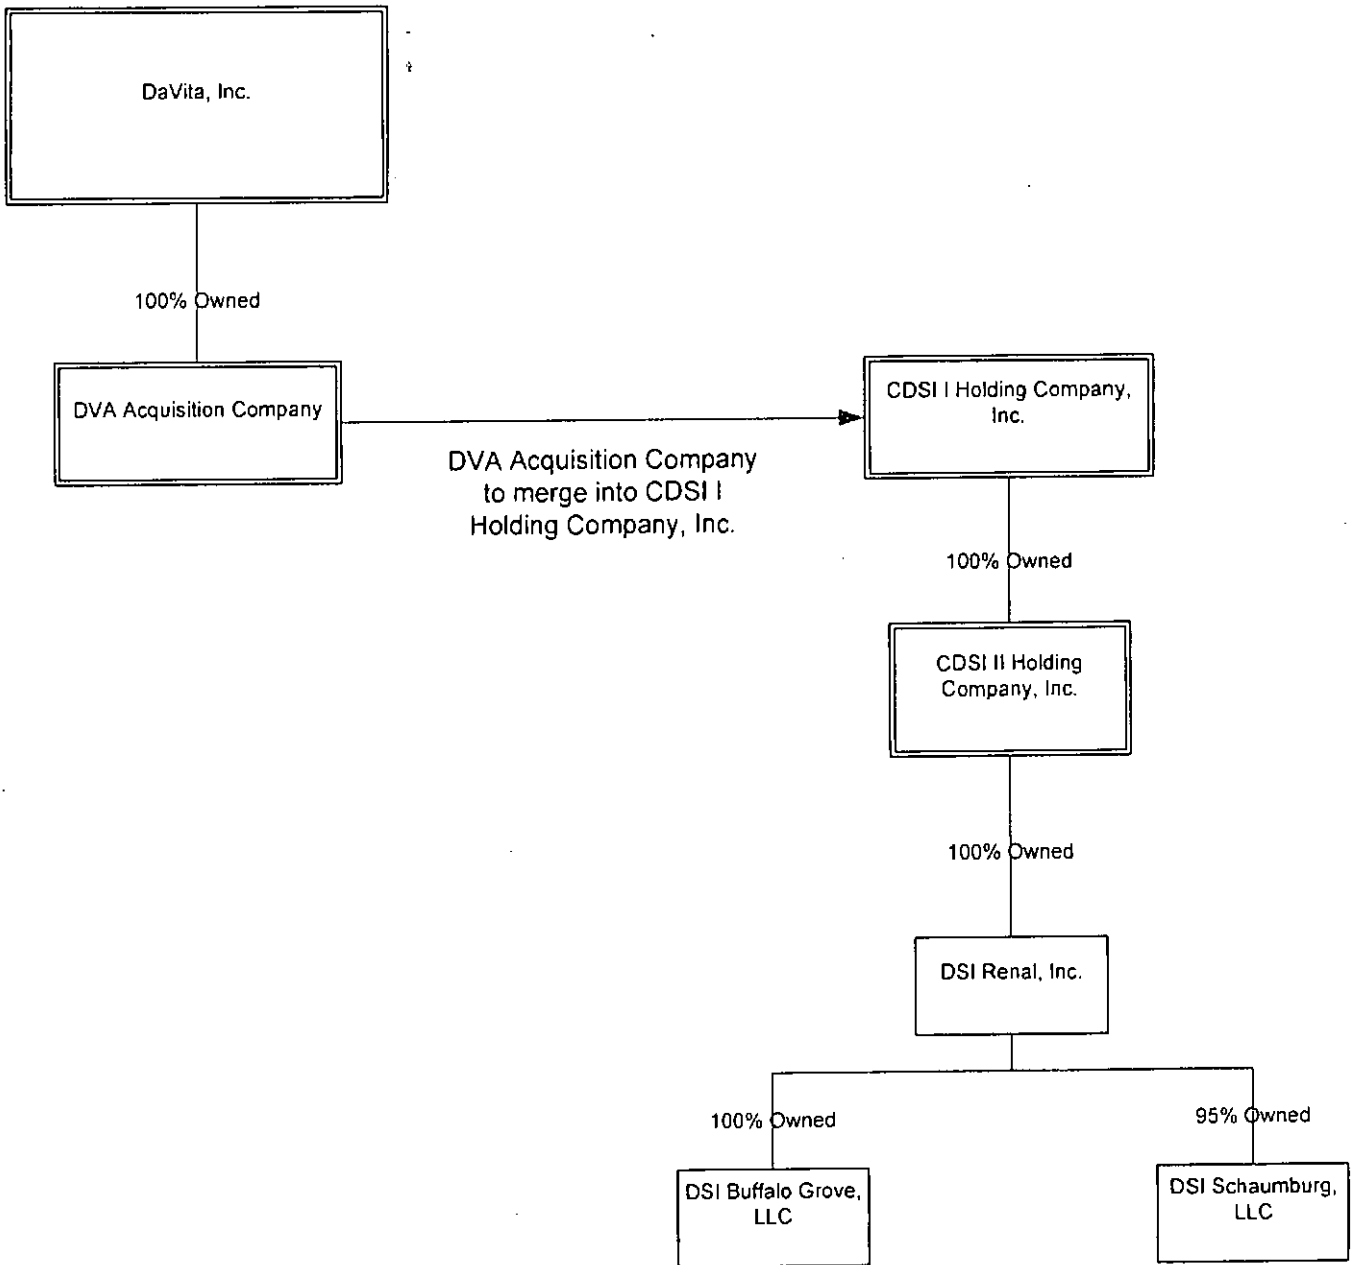 DaVita, Inc.
100% Owned
DVA Acquisition Company
CDSI I Holding Company,
Inc.
DVA Acquisition Company
to merge into CDSI I
Holding Company, Inc.
100% Owned
CDSI II Holding
Company, Inc.
100% Owned
DSI Renal, Inc.
100% Owned
95% Owned
DSI Buffalo Grove,
LLC
DSI Schaumburg,
LLC